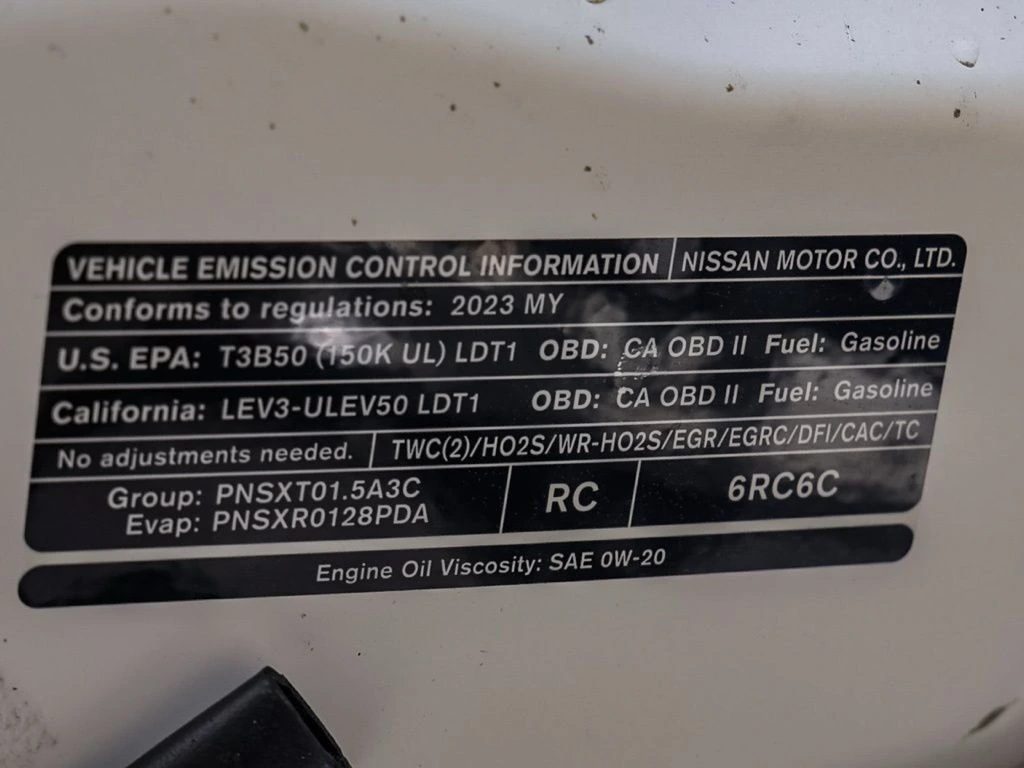 VEHICLE EMISSION CONTROL INFORMATION NISSAN MOTOR CO., LTD.
Conforms to regulations: 2023 MY
U.S. EPA: T3B50 (150K UL) LDT1 OBD: CA OBD II Fuel: Gasoline
California: LEV3-ULEV50 LDT1 OBD: CA OBD II Fuel: Gasoline
No adjustments needed. TWC(2)/HO2S/WR-HO2S/EGR/EGRC/DFI/CAC/TC
Group: PNSXT01.5A3C RC 6RC6C
Evap: PNSXR0128PDA
Engine Oil Viscosity: SAE 0W-20